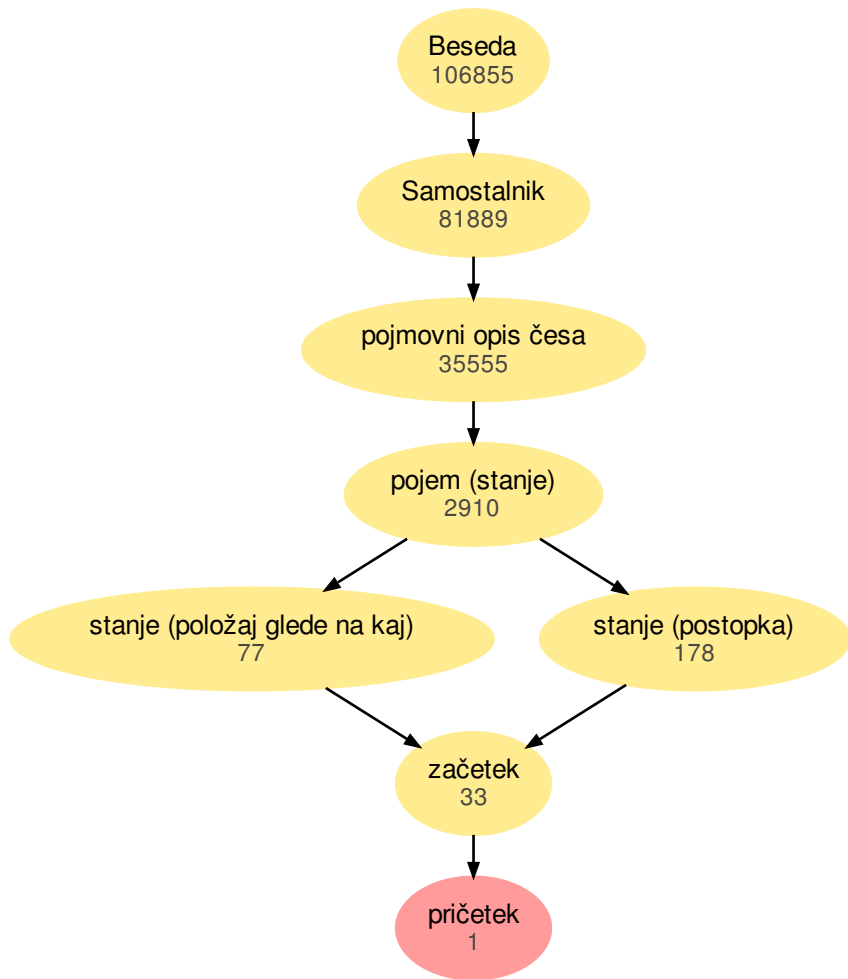 Beseda
106855
Samostalnik
81889
pojmovni opis česa
35555
pojem (stanje)
2910
stanje (položaj glede na kaj)
77
stanje (postopka)
178
začetek
33
pričetek
1